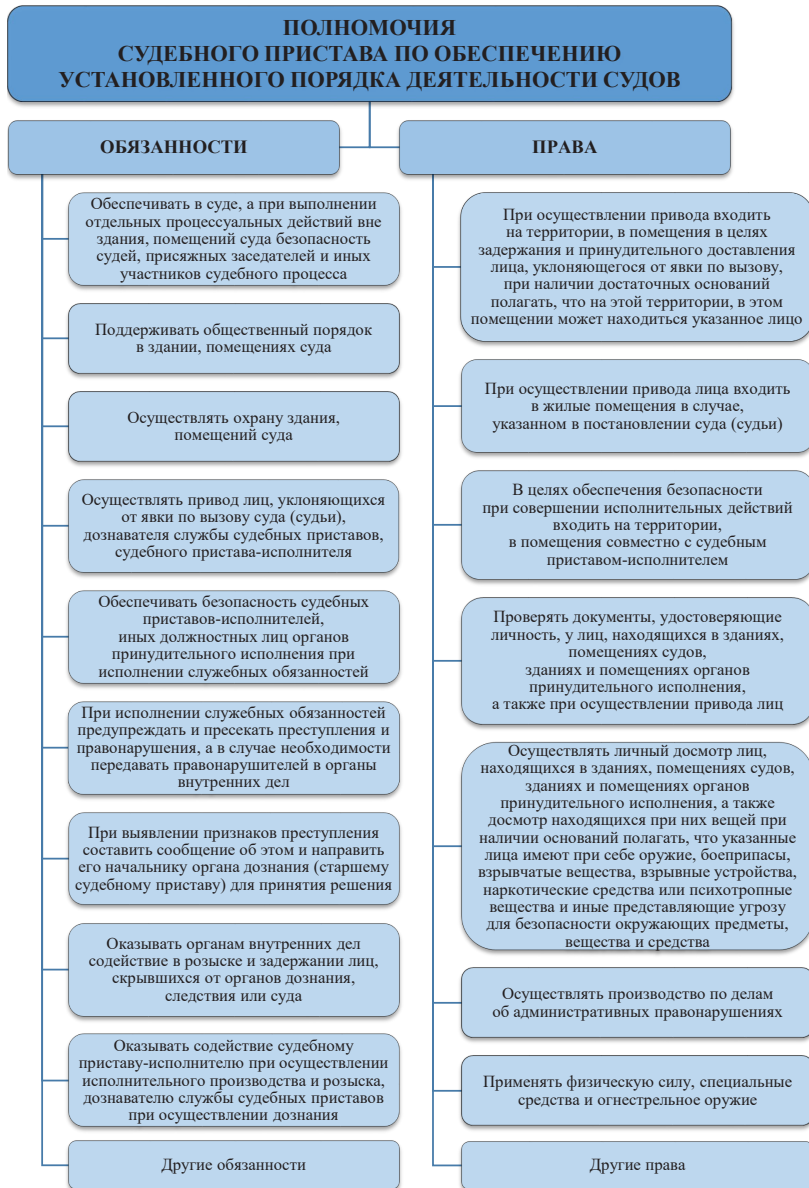 ПОЛНОМОЧИЯ
СУДЕБНОГО ПРИСТАВА ПО ОБЕСПЕЧЕНИЮ
УСТАНОВЛЕННОГО ПОРЯДКА ДЕЯТЕЛЬНОСТИ СУДОВ
ОБЯЗАННОСТИ
Обеспечивать в суде, а при выполнении
отдельных процессуальных действий вне
здания, помещений суда безопасность
судей, присяжных заседателей и иных
участников судебного процесса
Поддерживать общественный порядок
в здании, помещениях суда
Осуществлять охрану здания,
помещений суда
Осуществлять привод лиц, уклоняющихся
от явки по вызову суда (судьи),
дознавателя службы судебных приставов,
судебного пристава-исполнителя
Обеспечивать безопасность судебных
приставов-исполнителей,
иных должностных лиц органов
принудительного исполнения при
исполнении служебных обязанностей
При исполнении служебных обязанностей
предупреждать и пресекать преступления и
правонарушения, а в случае необходимости
передавать правонарушителей в органы
внутренних дел
При выявлении признаков преступления
составить сообщение об этом и направить
его начальнику органа дознания (старшему
судебному приставу) для принятия решения
Оказывать органам внутренних дел
содействие в розыске и задержании лиц,
скрывшихся от органов дознания,
следствия или суда
Оказывать содействие судебному
приставу-исполнителю при осуществлении
исполнительного производства и розыска,
дознавателю службы судебных приставов
при осуществлении дознания
Другие обязанности
ПРАВА
При осуществлении привода входить
на территории, в помещения в целях
задержания и принудительного доставления
лица, уклоняющегося от явки по вызову,
при наличии достаточных оснований
полагать, что на этой территории, в этом
помещении может находиться указанное лицо
При осуществлении привода лица входить
в жилые помещения в случае,
указанном в постановлении суда (судьи)
В целях обеспечения безопасности
при совершении исполнительных действий
входить на территории,
в помещения совместно с судебным
приставом-исполнителем
Проверять документы, удостоверяющие
личность, у лиц, находящихся в зданиях,
помещениях судов,
зданиях и помещениях органов
принудительного исполнения,
а также при осуществлении привода лиц
Осуществлять личный досмотр лиц,
находящихся в зданиях, помещениях судов,
зданиях и помещениях органов
принудительного исполнения, а также
досмотр находящихся при них вещей при
наличии оснований полагать, что указанные
лица имеют при себе оружие, боеприпасы,
взрывчатые вещества, взрывные устройства,
наркотические средства или психотропные
вещества и иные представляющие угрозу
для безопасности окружающих предметы,
вещества и средства
Осуществлять производство по делам
об административных правонарушениях
Применять физическую силу, специальные
средства и огнестрельное оружие
Другие права